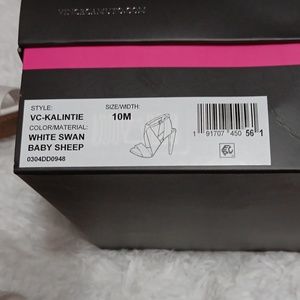 STYLE: SIZE/WIDTH:
VC-KALINTIE 10M
COLOR/MATERIAL:
WHITE SWAN
BABY SHEEP
0304DD0948
1 91707 450 56 1